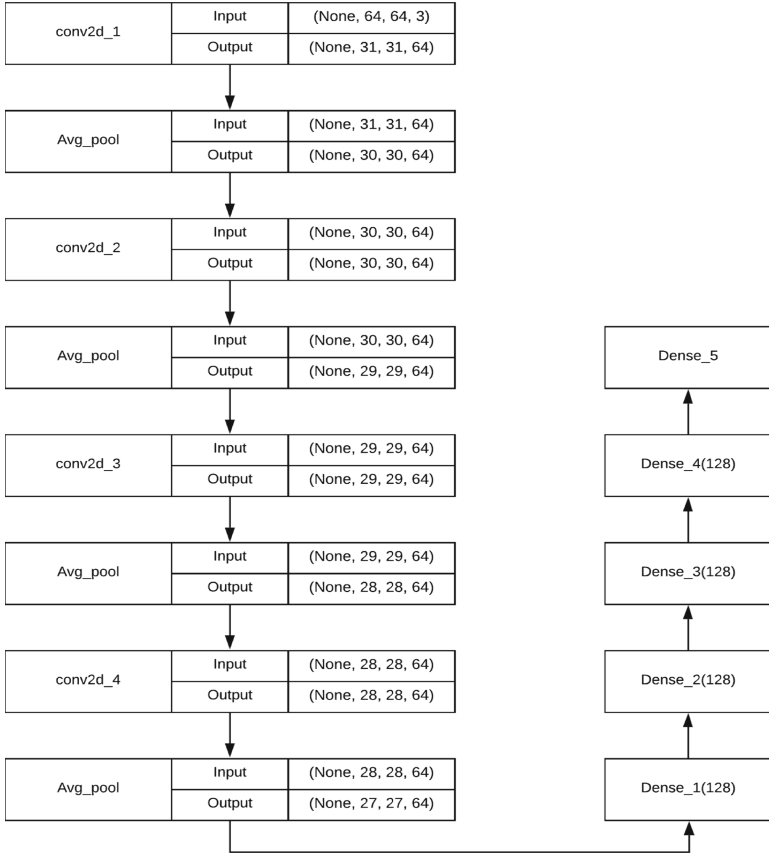 conv2d_1
Input (None, 64, 64, 3)
Output (None, 31, 31, 64)
Avg_pool
Input (None, 31, 31, 64)
Output (None, 30, 30, 64)
conv2d_2
Input (None, 30, 30, 64)
Output (None, 30, 30, 64)
Avg_pool
Input (None, 30, 30, 64)
Output (None, 29, 29, 64)
conv2d_3
Input (None, 29, 29, 64)
Output (None, 29, 29, 64)
Avg_pool
Input (None, 29, 29, 64)
Output (None, 28, 28, 64)
conv2d_4
Input (None, 28, 28, 64)
Output (None, 28, 28, 64)
Avg_pool
Input (None, 28, 28, 64)
Output (None, 27, 27, 64)
Dense_1(128)
Dense_2(128)
Dense_3(128)
Dense_4(128)
Dense_5